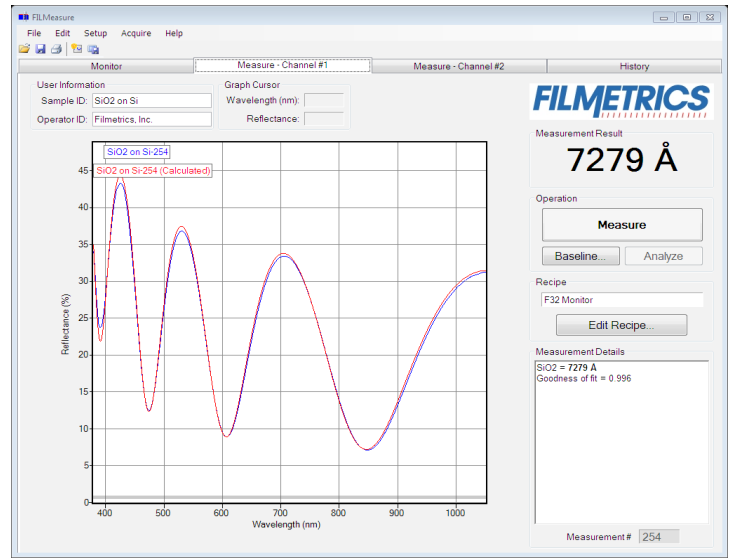 FILMeasure
File Edit Setup Acquire Help
Monitor Measure - Channel #1 Measure - Channel #2 History
User Information
Sample ID: SiO2 on Si
Operator ID: Filmetrics, Inc.
Graph Cursor
Wavelength (nm):
Reflectance:
FILMETRICS
Measurement Result
7279 Å
Operation
Measure
Baseline... Analyze
Recipe
F32 Monitor
Edit Recipe...
Measurement Details
SiO2 = 7279 Å
Goodness of fit = 0.996
Measurement # 254
SiO2 on Si-254
SiO2 on Si-254 (Calculated)
Reflectance (%)
45
40
35
30
25
20
15
10
5
0
400 500 600 700 800 900 1000
Wavelength (nm)